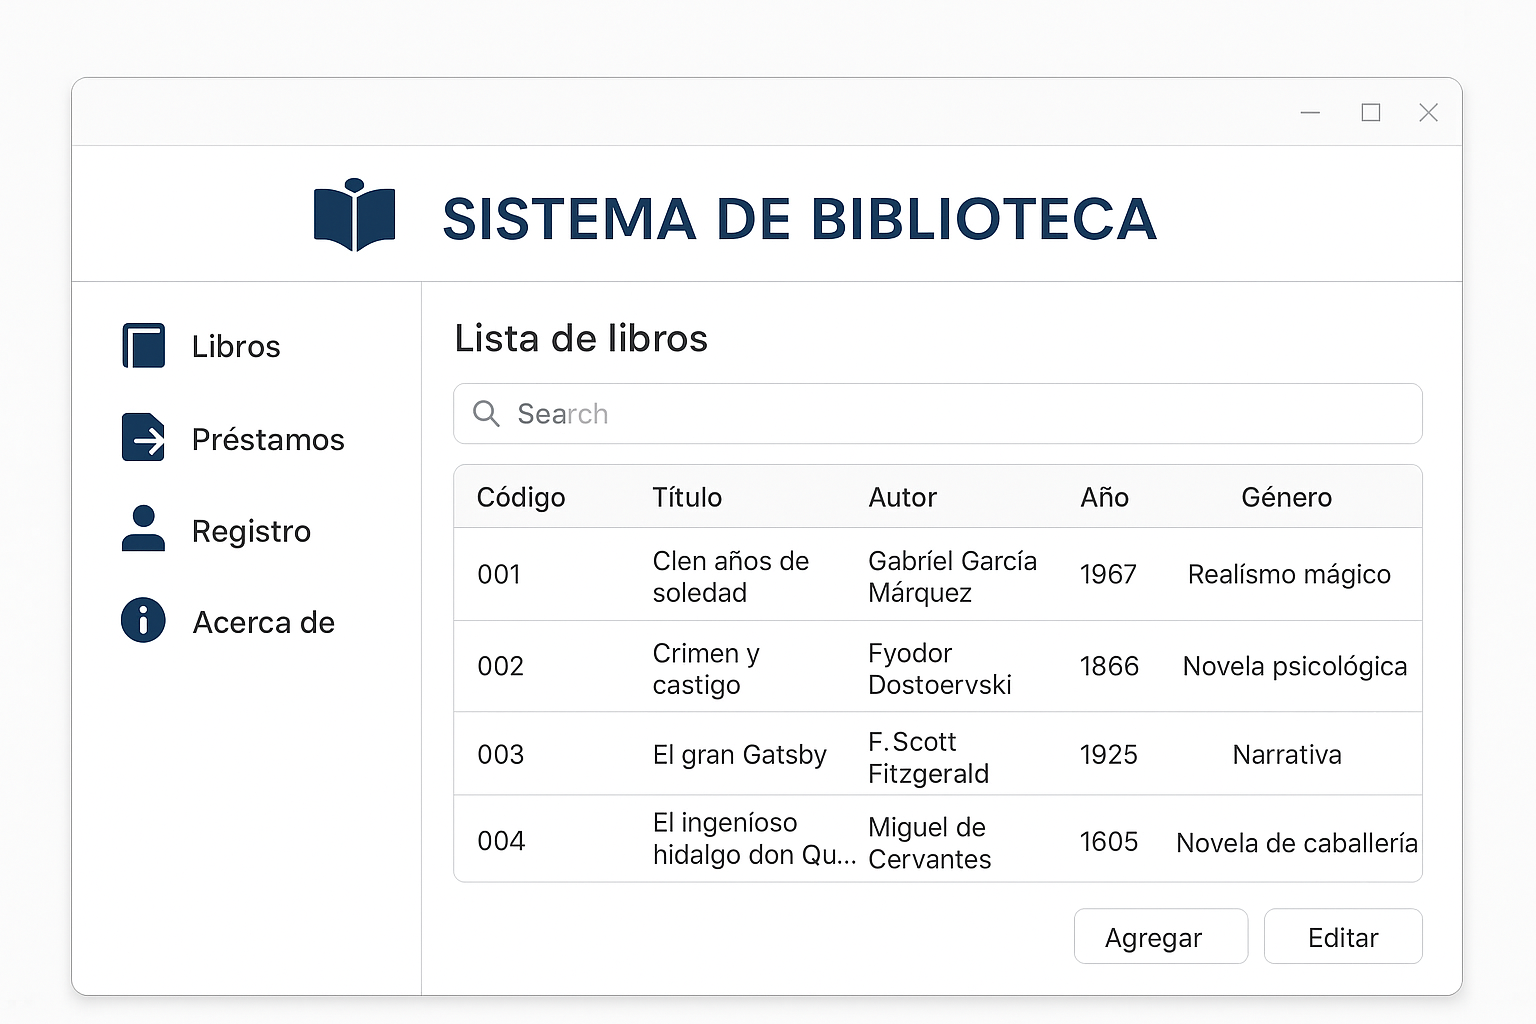 SISTEMA DE BIBLIOTECA
Libros
Préstamos
Registro
Acerca de
Lista de libros
Search
Código Título Autor Año Género
001 Clen años de soledad Gabríel García Márquez 1967 Realísmo mágico
002 Crimen y castigo Fyodor Dostoervski 1866 Novela psicológica
003 El gran Gatsby F. Scott Fitzgerald 1925 Narrativa
004 El ingeníoso hidalgo don Qu... Miguel de Cervantes 1605 Novela de caballería
Agregar Editar